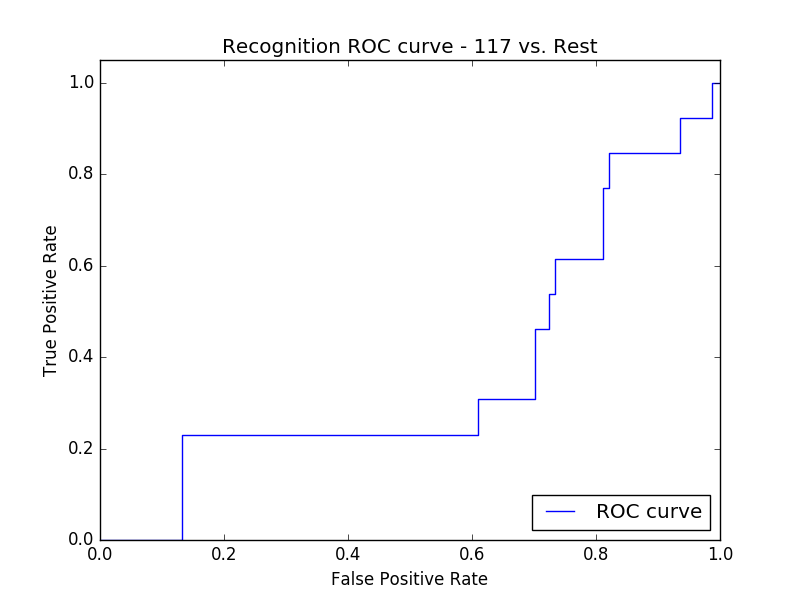 Recognition ROC curve - 117 vs. Rest
1.0
0.8
0.6
0.4
0.2
0.0
True Positive Rate
ROC curve
0.0 0.2 0.4 0.6 0.8 1.0
False Positive Rate